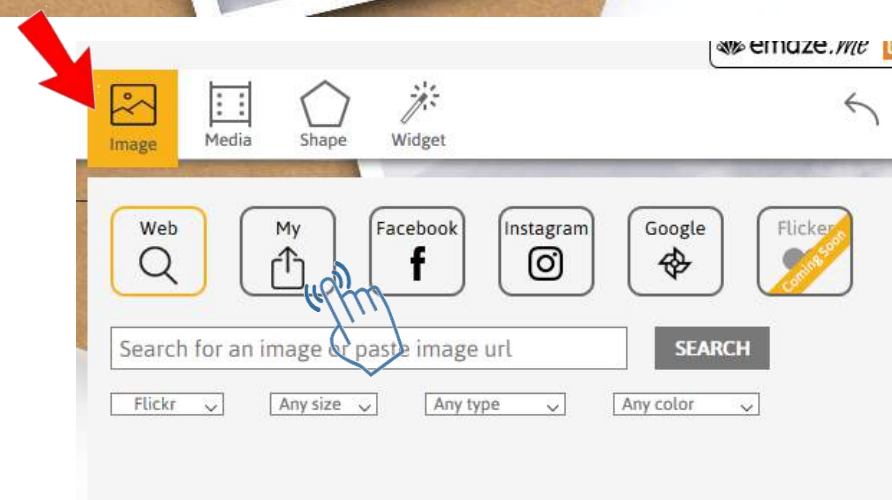 emaze.me
Image Media Shape Widget
Web My Facebook Instagram Google Flicker
Coming Soon
Search for an image or paste image url SEARCH
Flickr Any size Any type Any color